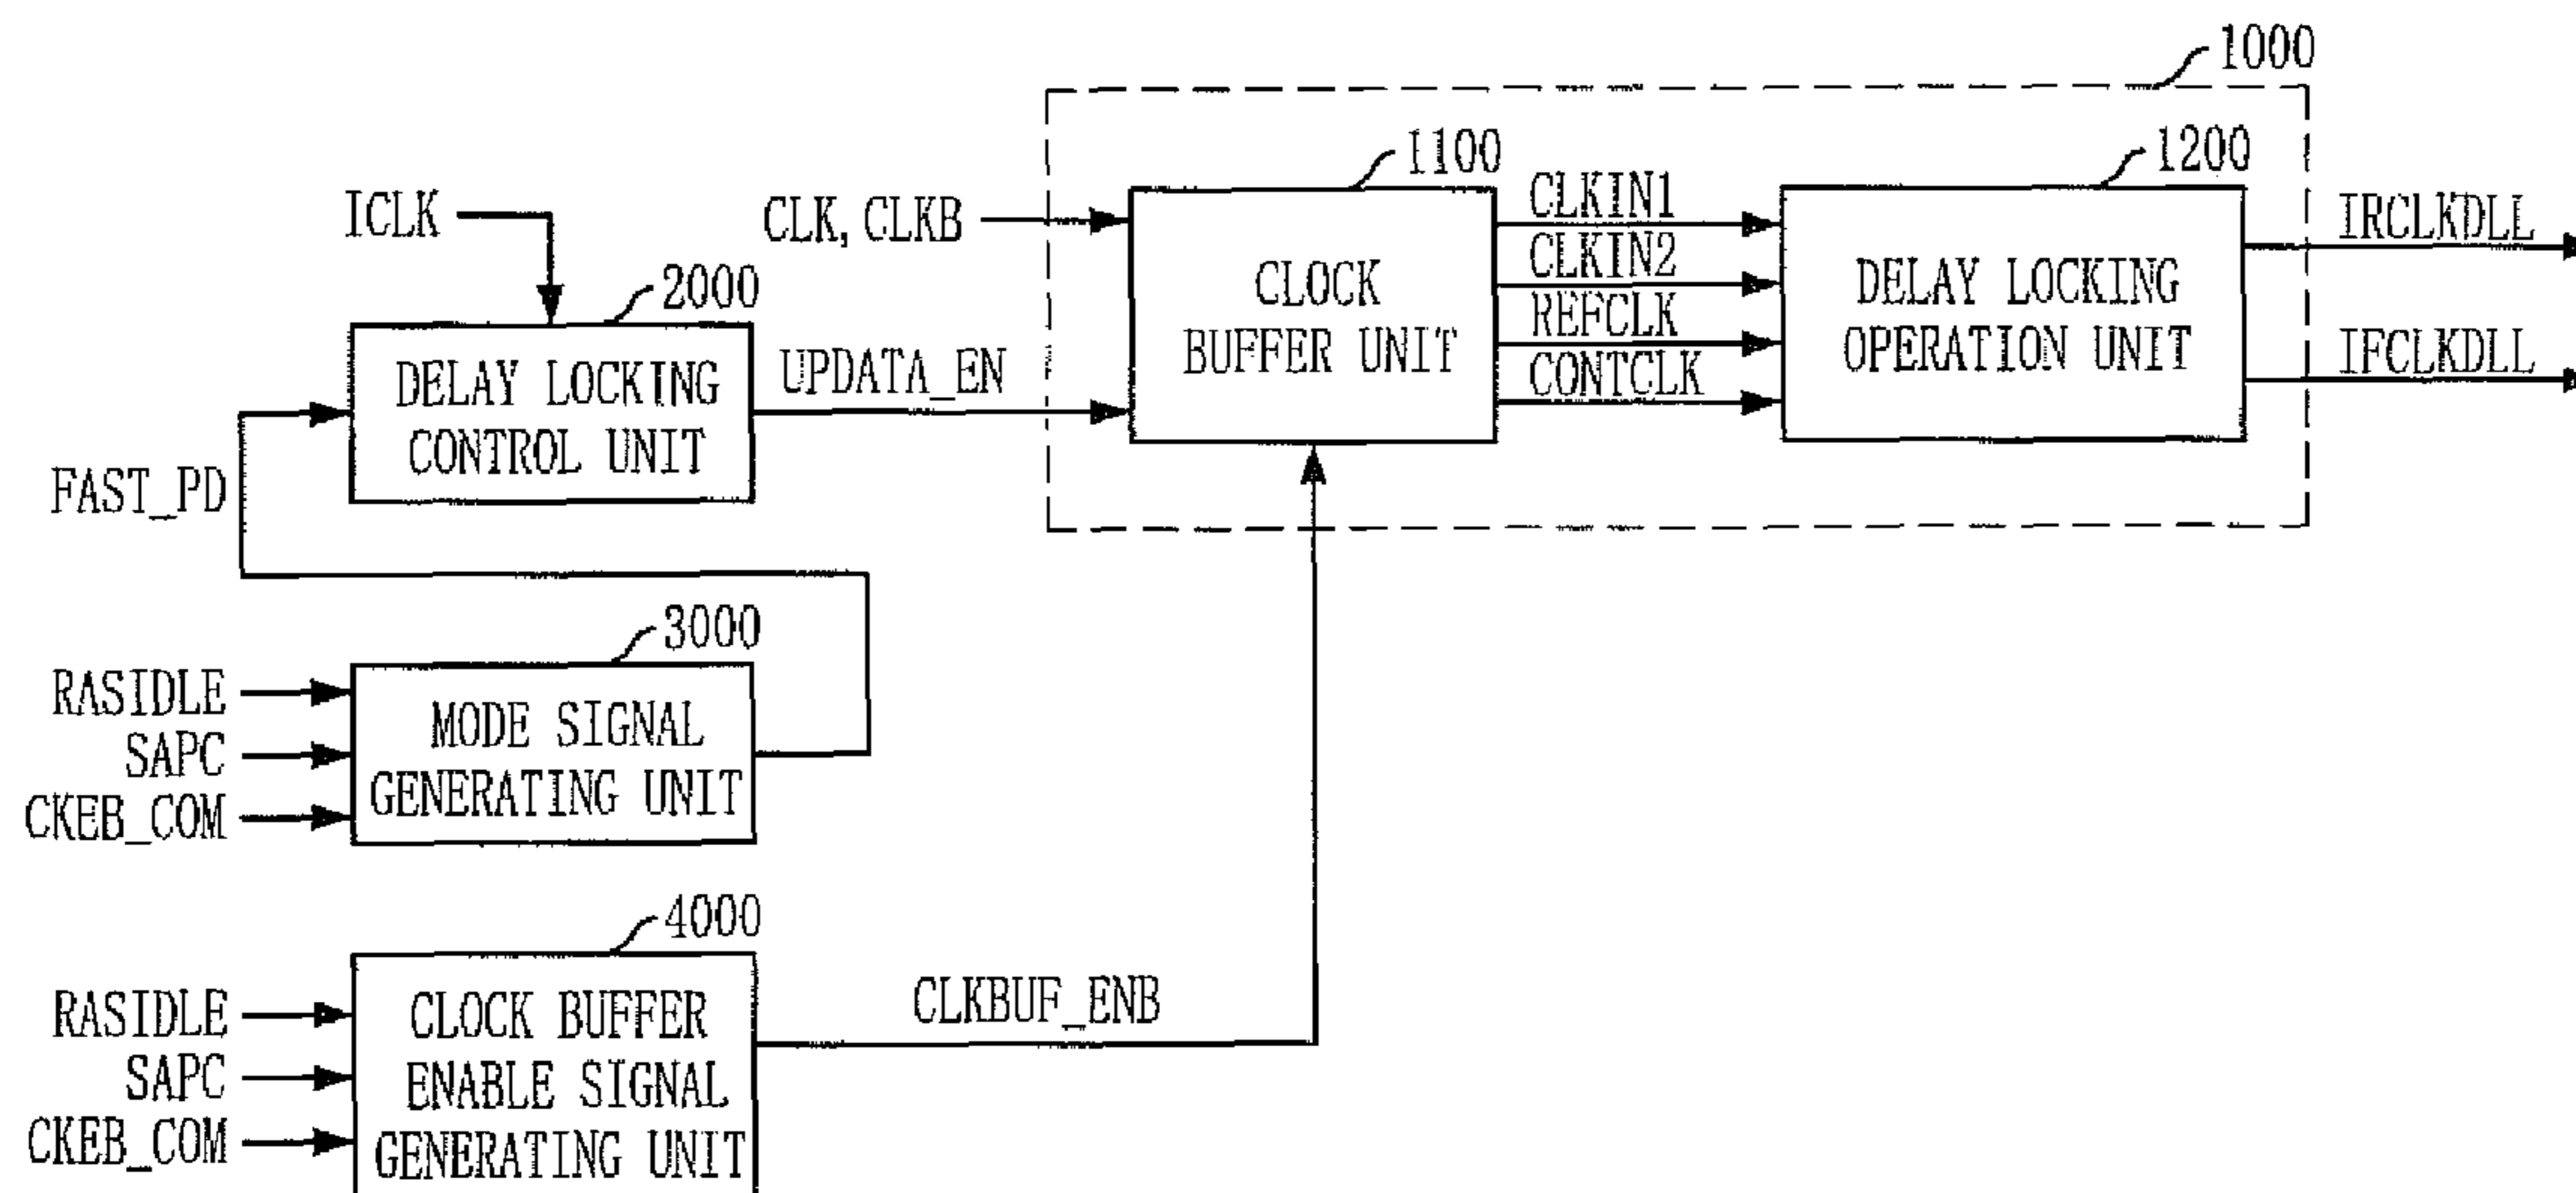 1000
1100
1200
ICLK
CLK, CLKB
CLKIN1
CLKIN2
REFCLK
CONTCLK
CLOCK
BUFFER UNIT
DELAY LOCKING
OPERATION UNIT
IRCLKDLL
IFCLKDLL
2000
DELAY LOCKING
CONTROL UNIT
UPDATA_EN
FAST_PD
3000
RASIDLE
SAPC
CKEB_COM
MODE SIGNAL
GENERATING UNIT
4000
RASIDLE
SAPC
CKEB_COM
CLOCK BUFFER
ENABLE SIGNAL
GENERATING UNIT
CLKBUF_ENB